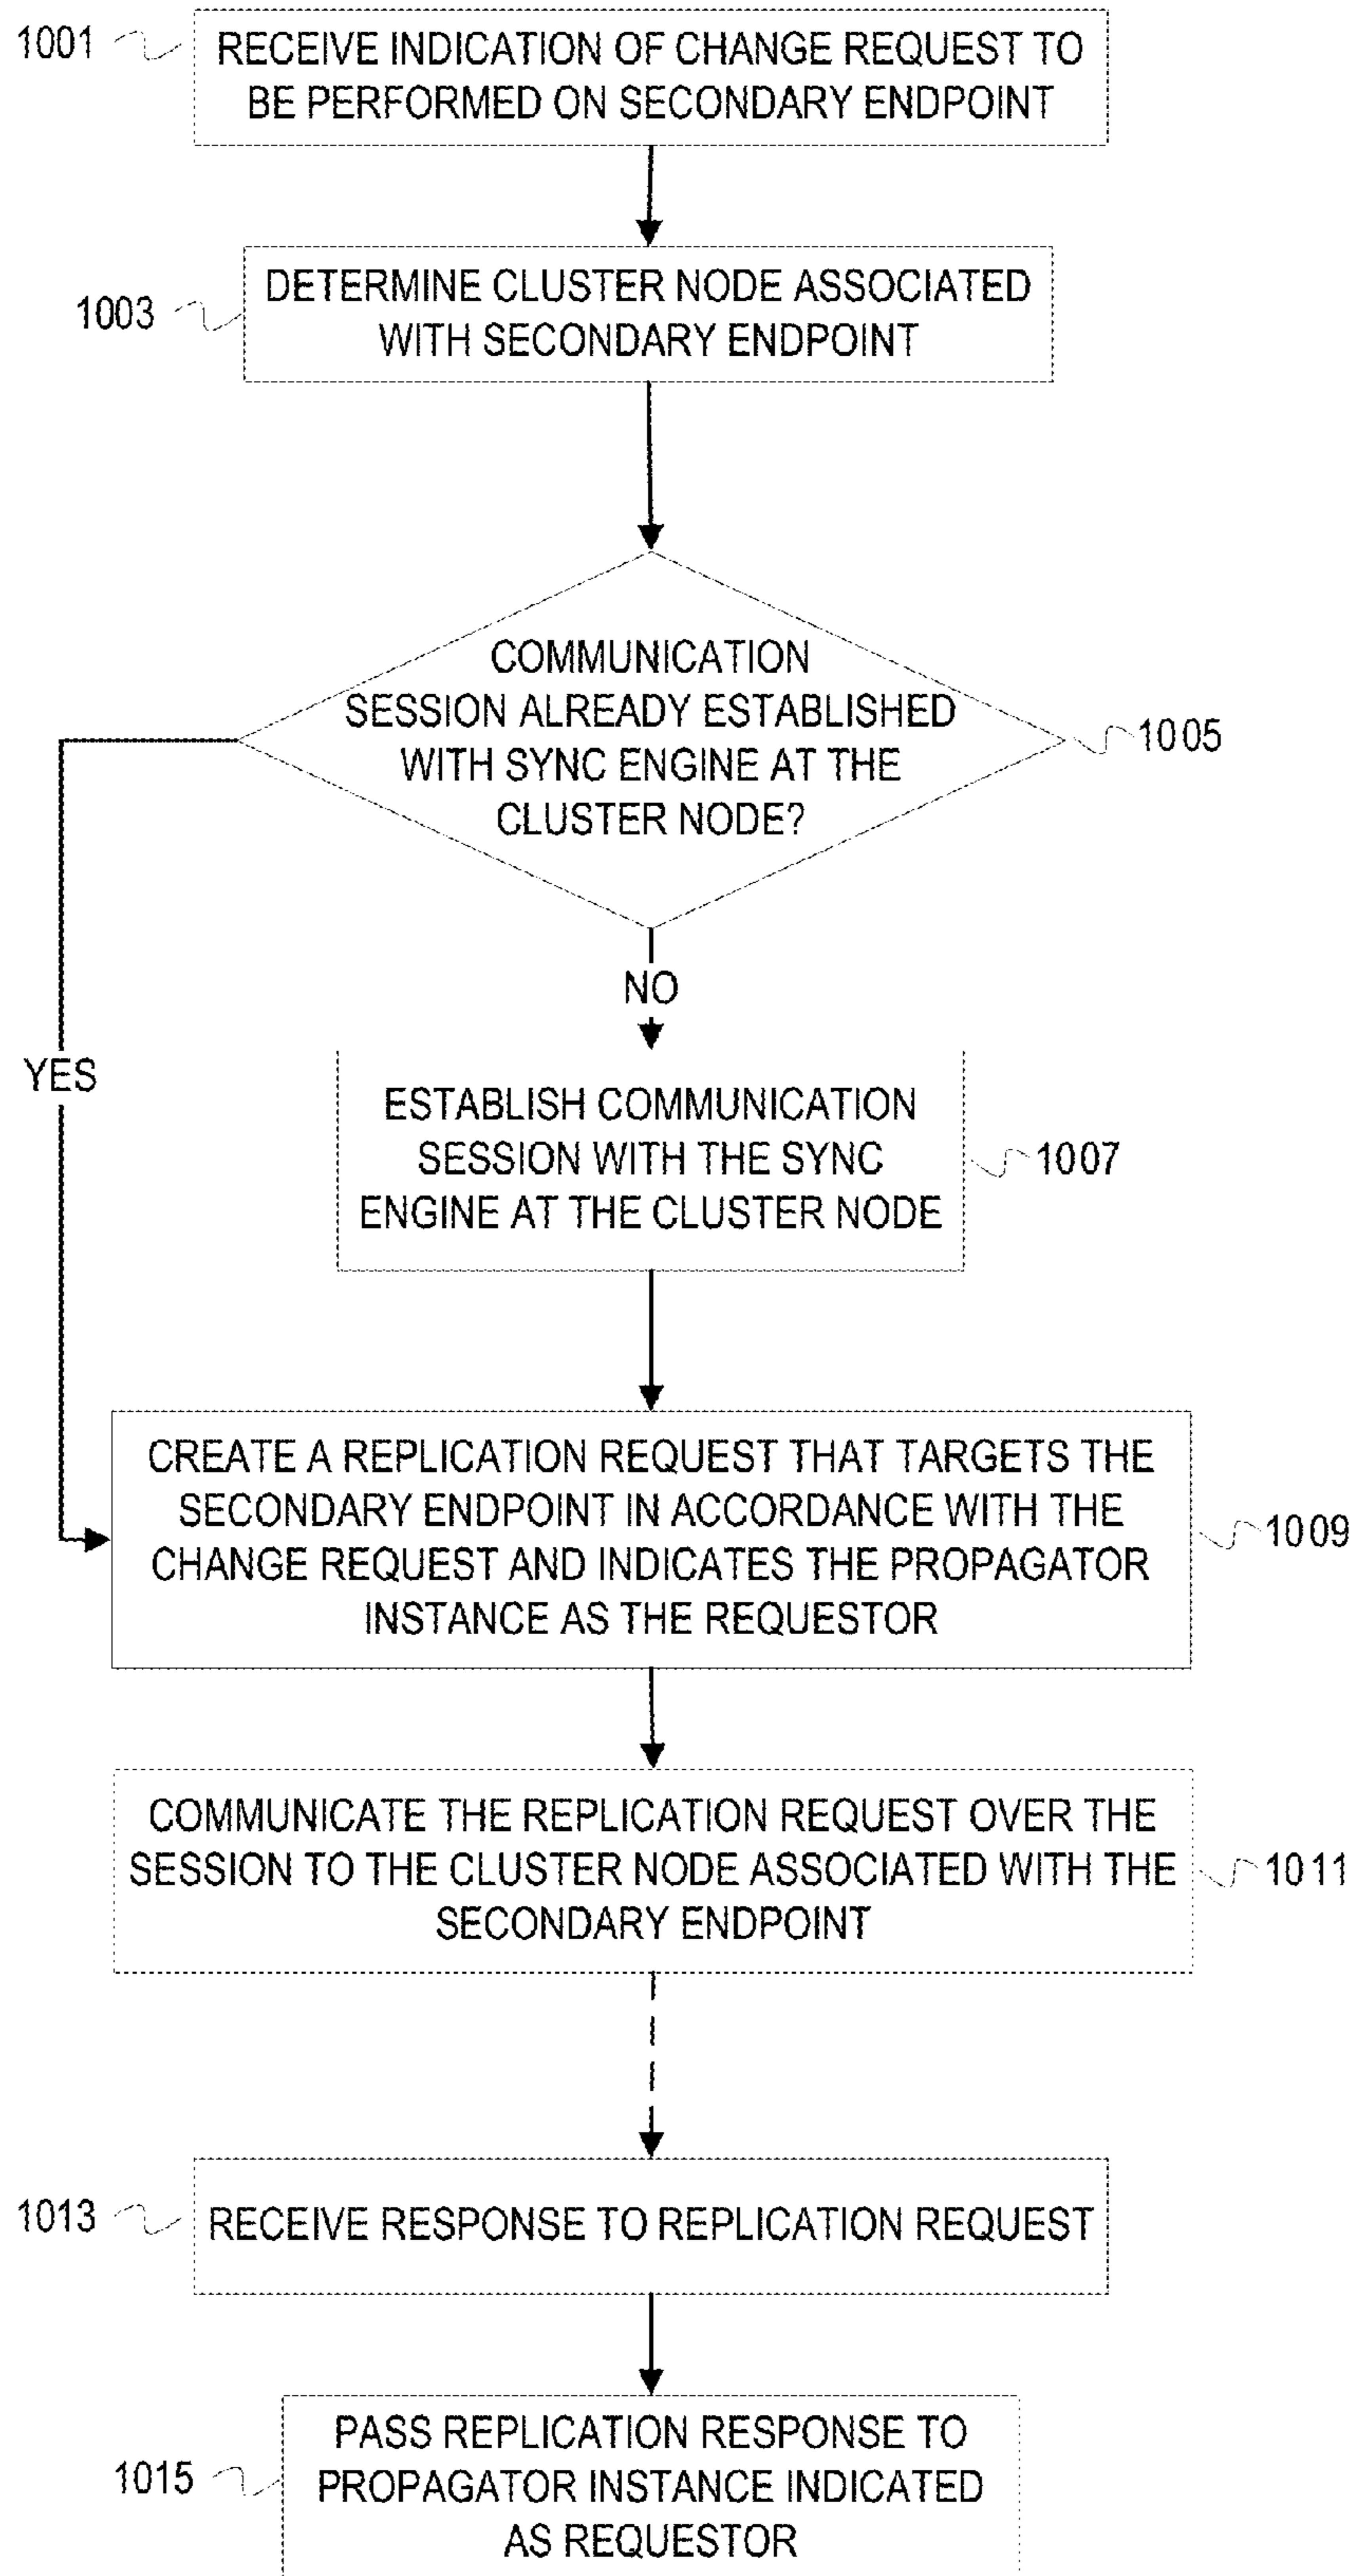 1001
RECEIVE INDICATION OF CHANGE REQUEST TO
BE PERFORMED ON SECONDARY ENDPOINT
1003
DETERMINE CLUSTER NODE ASSOCIATED
WITH SECONDARY ENDPOINT
COMMUNICATION
SESSION ALREADY ESTABLISHED
WITH SYNC ENGINE AT THE
CLUSTER NODE?
1005
NO
YES
ESTABLISH COMMUNICATION
SESSION WITH THE SYNC
ENGINE AT THE CLUSTER NODE
1007
CREATE A REPLICATION REQUEST THAT TARGETS THE
SECONDARY ENDPOINT IN ACCORDANCE WITH THE
CHANGE REQUEST AND INDICATES THE PROPAGATOR
INSTANCE AS THE REQUESTOR
1009
COMMUNICATE THE REPLICATION REQUEST OVER THE
SESSION TO THE CLUSTER NODE ASSOCIATED WITH THE
SECONDARY ENDPOINT
1011
1013
RECEIVE RESPONSE TO REPLICATION REQUEST
1015
PASS REPLICATION RESPONSE TO
PROPAGATOR INSTANCE INDICATED
AS REQUESTOR